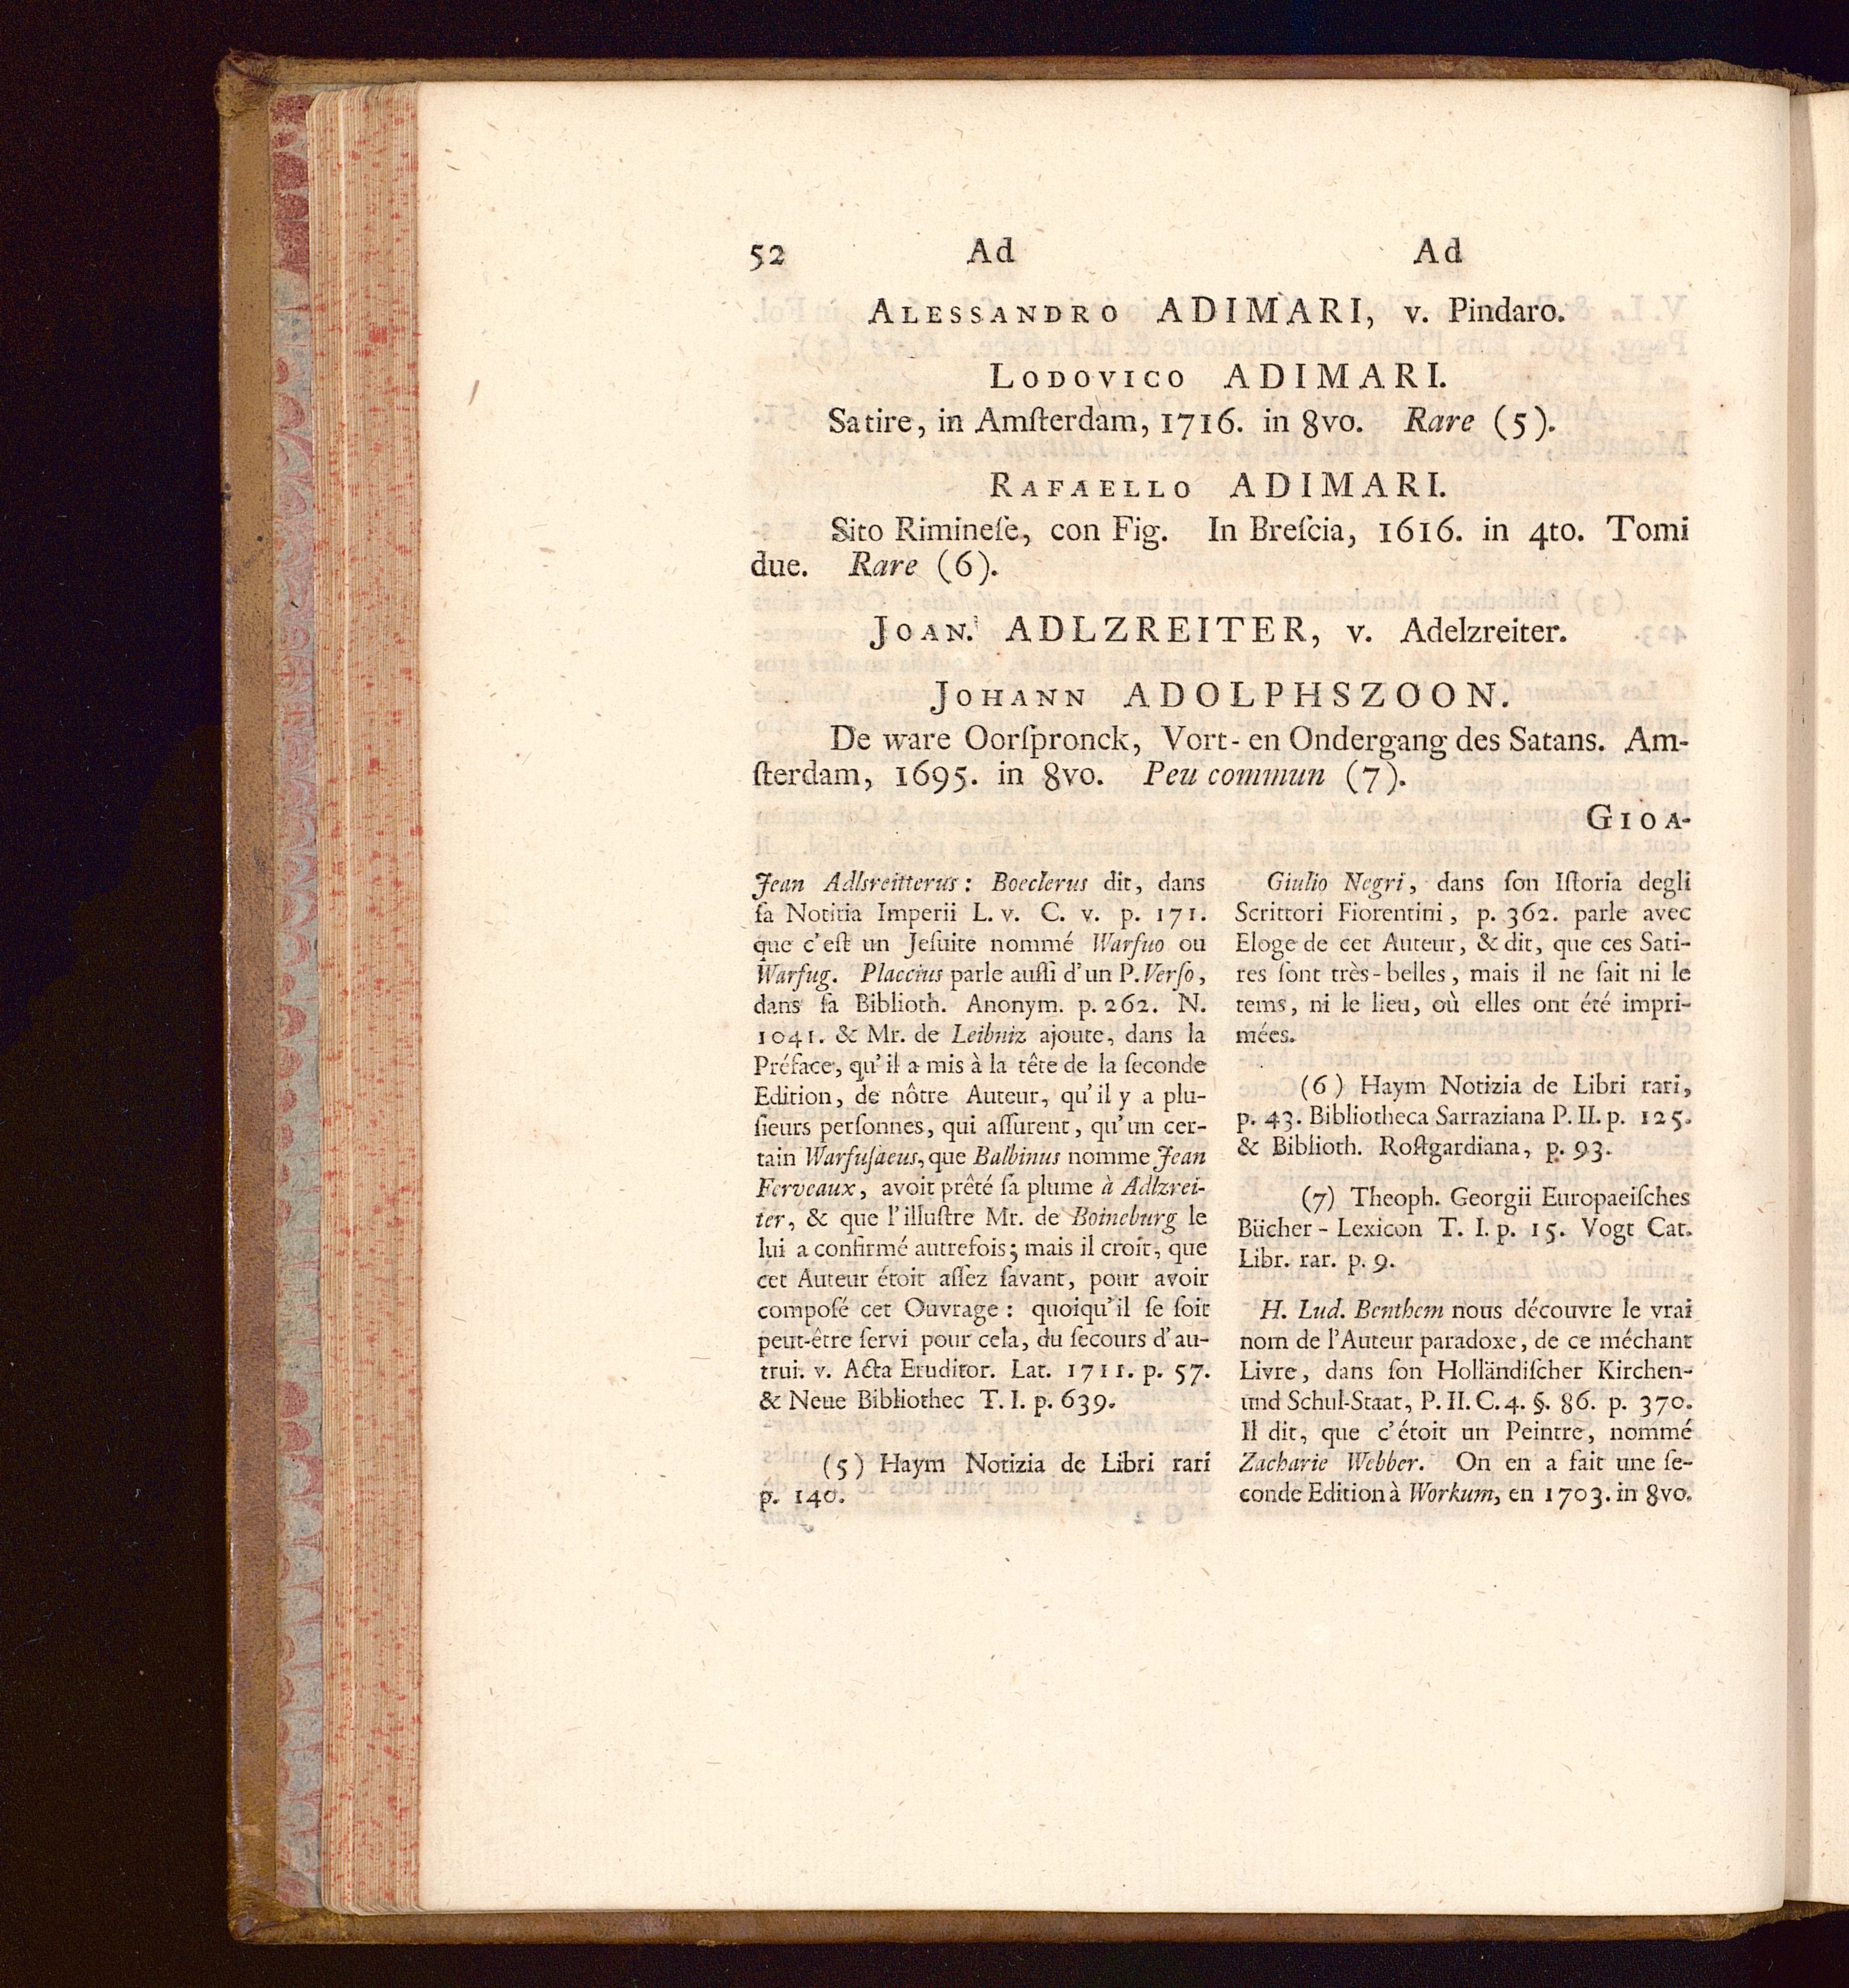 52 Ad Ad
ALESSANDRO ADIMARI, v. Pindaro.
LODOVICO ADIMARI.
Satire, in Amſterdam, 1716. in 8vo. Rare (5).
RAFAELLO ADIMARI.
Sito Rimineſe, con Fig. In Breſcia, 1616. in 4to. Tomi
due. Rare (6).
JOAN. ADLZREITER, v. Adelzreiter.
JOHANN ADOLPHSZOON.
De ware Oorſpronck, Vort- en Ondergang des Satans. Am-
ſterdam, 1695. in 8vo. Peu commun (7).
GIOA-
Jean Adlsreitterus: Boeclerus dit, dans
ſa Notitia Imperii L. v. C. v. p. 171.
que c'eſt un Jeſuite nommé Warfuo ou
Warfug. Placcius parle auſſi d'un P. Verſo,
dans ſa Biblioth. Anonym. p. 262. N.
1041. & Mr. de Leibniz ajoute, dans la
Préface, qu'il a mis à la tête de la ſeconde
Edition, de nôtre Auteur, qu'il y a plu-
ſieurs perſonnes, qui aſſurent, qu'un cer-
tain Warfuſaeus, que Balbinus nomme Jean
Ferveaux, avoit prêté ſa plume à Adlzrei-
ter, & que l'illuſtre Mr. de Boineburg le
lui a confirmé autrefois; mais il croit, que
cet Auteur étoit aſſez ſavant, pour avoir
compoſé cet Ouvrage: quoiqu'il ſe ſoit
peut-être ſervi pour cela, du ſecours d'au-
trui. v. Acta Eruditor. Lat. 1711. p. 57.
& Neue Bibliothec T. I. p. 639.
(5) Haym Notizia de Libri rari
p. 140.
Giulio Negri, dans ſon Iſtoria degli
Scrittori Fiorentini, p. 362. parle avec
Eloge de cet Auteur, & dit, que ces Sati-
res ſont très-belles, mais il ne ſait ni le
tems, ni le lieu, où elles ont été impri-
mées.
(6) Haym Notizia de Libri rari,
p. 43. Bibliotheca Sarraziana P. II. p. 125.
& Biblioth. Roſtgardiana, p. 93.
(7) Theoph. Georgii Europaeiſches
Bücher-Lexicon T. I. p. 15. Vogt Cat.
Libr. rar. p. 9.
H. Lud. Benthem nous découvre le vrai
nom de l'Auteur paradoxe, de ce méchant
Livre, dans ſon Holländiſcher Kirchen-
und Schul-Staat, P. II. C. 4. §. 86. p. 370.
Il dit, que c'étoit un Peintre, nommé
Zacharie Webber. On en a fait une ſe-
conde Edition à Workum, en 1703. in 8vo.